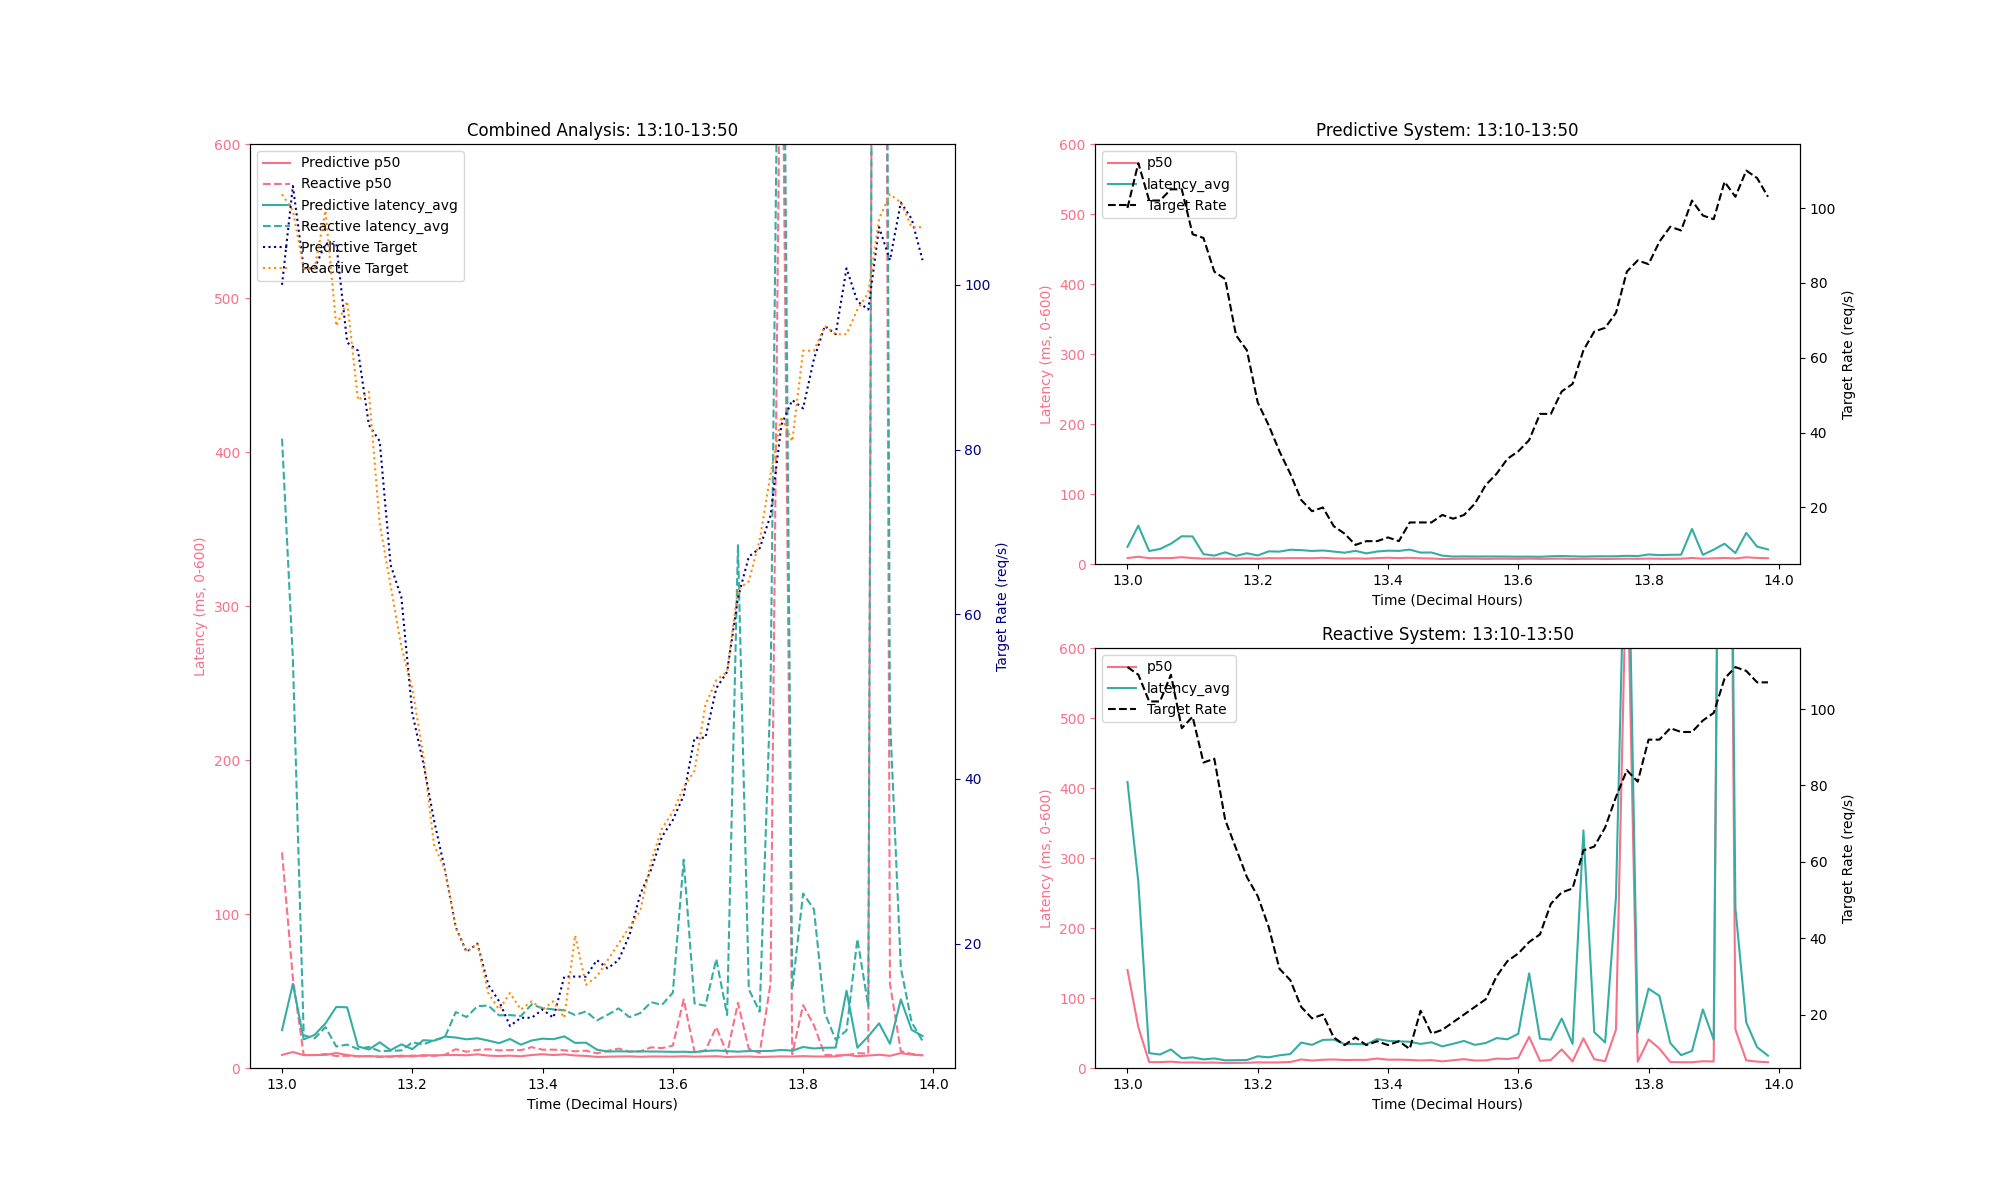 Combined Analysis: 13:10-13:50
Predictive p50
Reactive p50
Predictive latency_avg
Reactive latency_avg
Predictive Target
Reactive Target
600
500
400
300
200
100
0
Latency (ms, 0-600)
100
80
60
40
20
Target Rate (req/s)
13.0 13.2 13.4 13.6 13.8 14.0
Time (Decimal Hours)
Predictive System: 13:10-13:50
p50
latency_avg
Target Rate
600
500
400
300
200
100
0
Latency (ms, 0-600)
100
80
60
40
20
Target Rate (req/s)
13.0 13.2 13.4 13.6 13.8 14.0
Time (Decimal Hours)
Reactive System: 13:10-13:50
p50
latency_avg
Target Rate
600
500
400
300
200
100
0
Latency (ms, 0-600)
100
80
60
40
20
Target Rate (req/s)
13.0 13.2 13.4 13.6 13.8 14.0
Time (Decimal Hours)